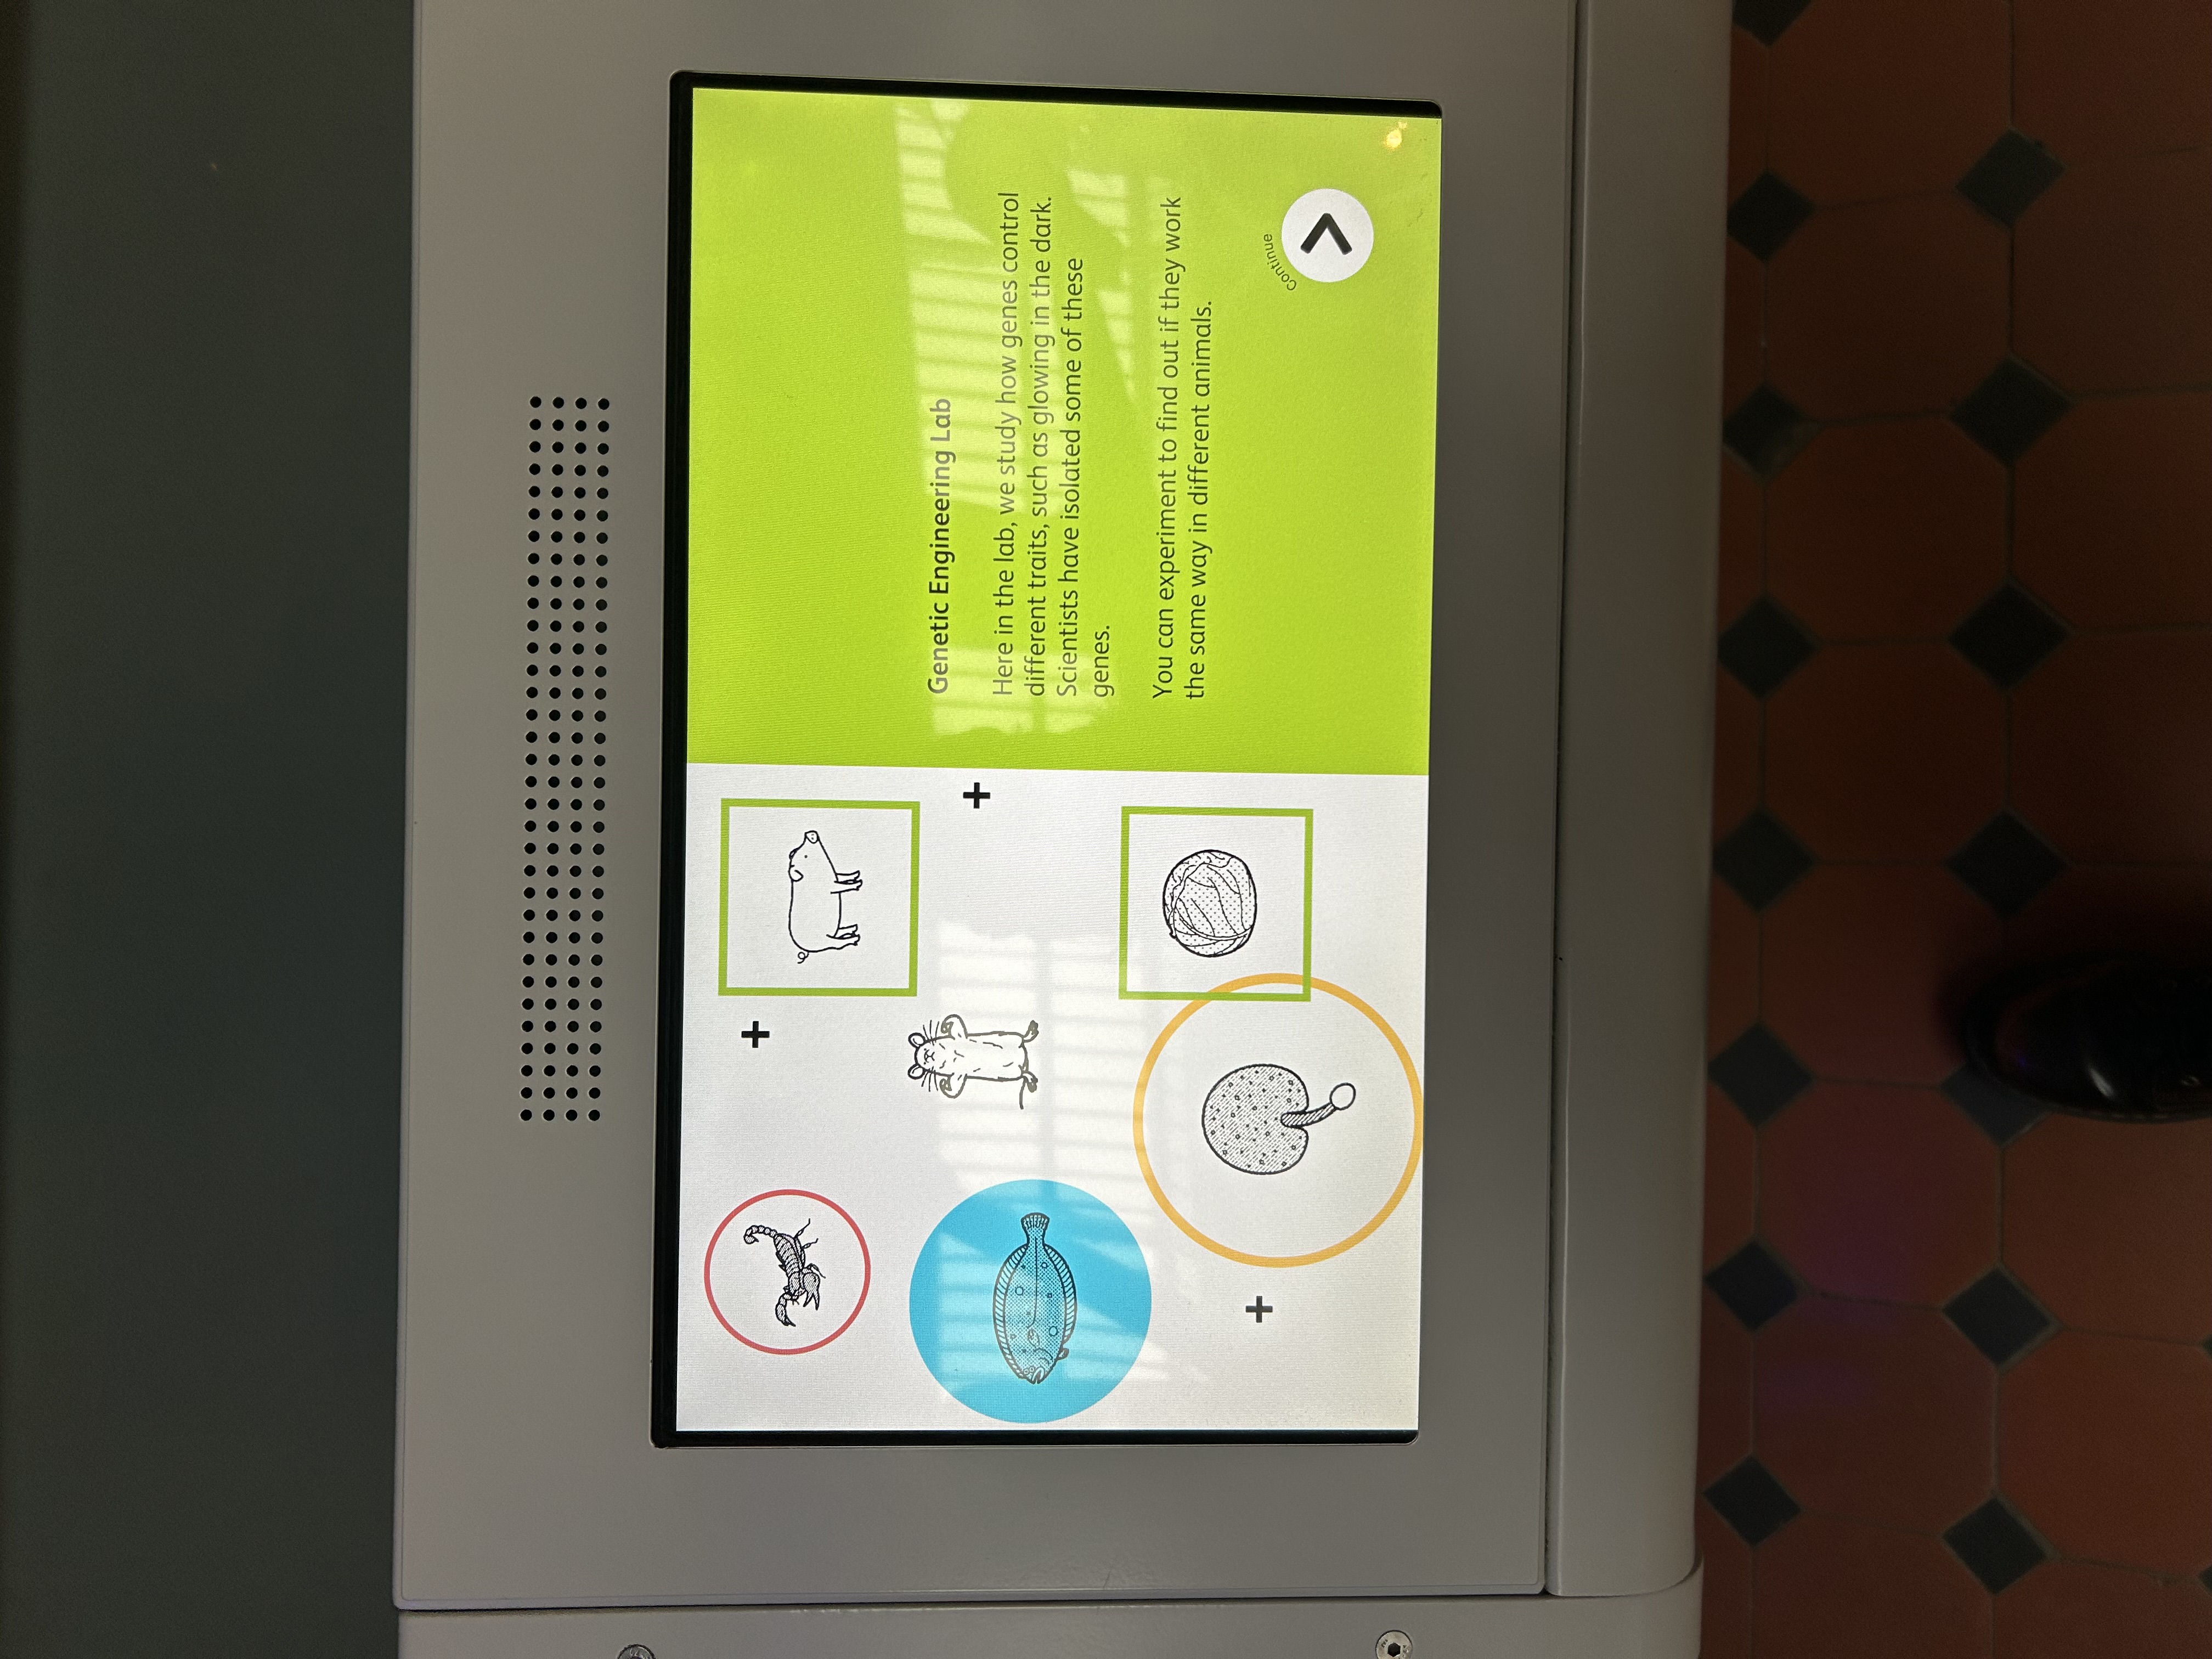 Genetic Engineering Lab
Here in the lab, we study how genes control
different traits, such as glowing in the dark.
Scientists have isolated some of these
genes.
You can experiment to find out if they work
the same way in different animals.
Continue